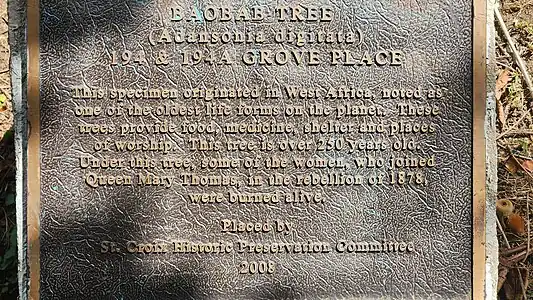 BAOBAB TREE
(Adansonia digitata)
194 & 194A GROVE PLACE
This specimen originated in West Africa, noted as
one of the oldest life forms on the planet. These
trees provide food, medicine, shelter and places
of worship. This tree is over 250 years old.
Under this tree, some of the women, who joined
Queen Mary Thomas, in the rebellion of 1878,
were burned alive.
Placed by
St. Croix Historic Preservation Committee
2008